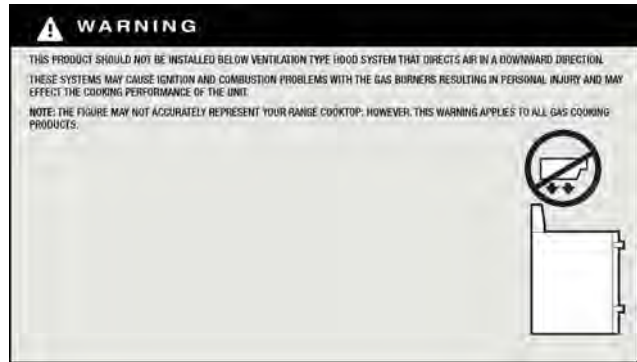 WARNING
THIS PRODUCT SHOULD NOT BE INSTALLED BELOW VENTILATION TYPE HOOD SYSTEM THAT DIRECTS AIR IN A DOWNWARD DIRECTION.
THESE SYSTEMS MAY CAUSE IGNITION AND COMBUSTION PROBLEMS WITH THE GAS BURNERS RESULTING IN PERSONAL INJURY AND MAY
EFFECT THE COOKING PERFORMANCE OF THE UNIT.
NOTE: THE FIGURE MAY NOT ACCURATELY REPRESENT YOUR RANGE COOKTOP; HOWEVER, THIS WARNING APPLIES TO ALL GAS COOKING
PRODUCTS.